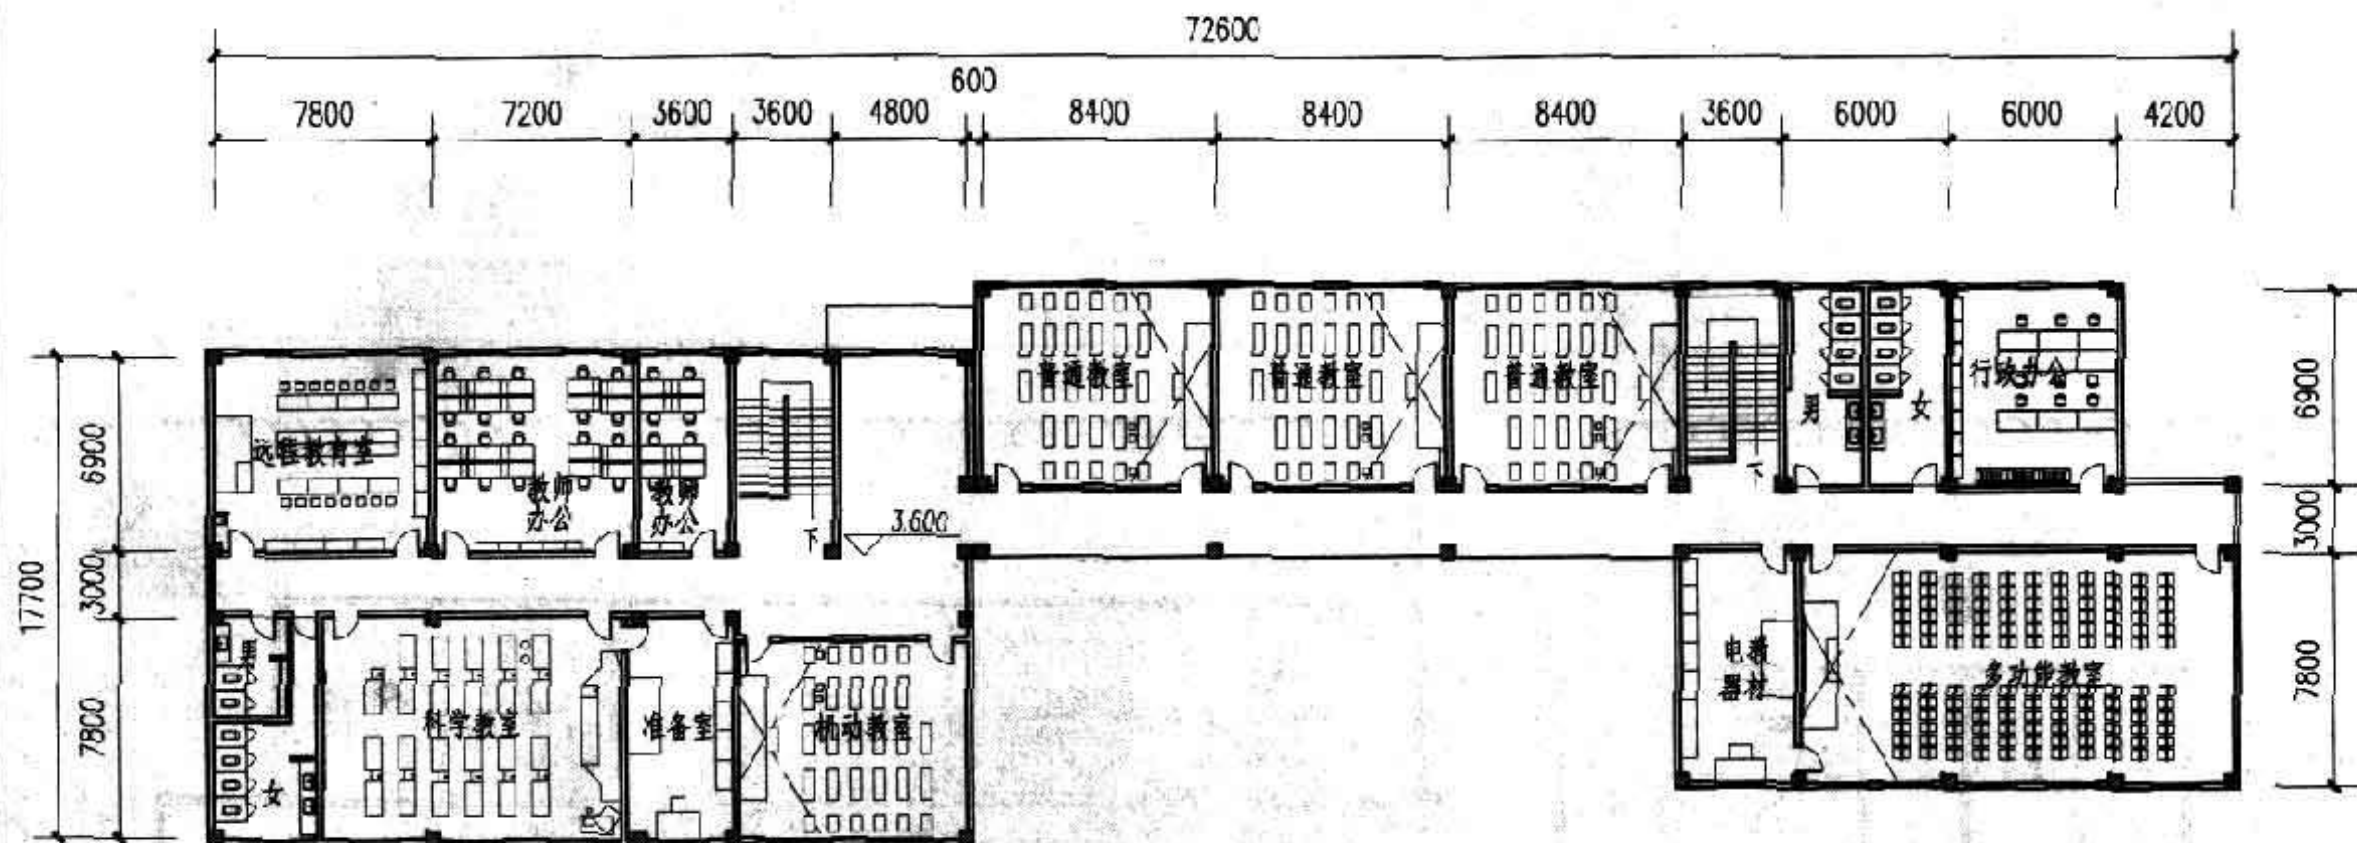 72600
600
7800 7200 3600 3600 4800 8400 8400 8400 3600 6000 6000 4200
普通教室 普通教室 普通教室 男 女 行政办公
6900
远程教育室 教师
办公 教师
办公 下 3.600 下
6900
3000
17700
3000
7800
男
女
科学教室 准备室 机动教室
电教
器材 多功能教室
7800